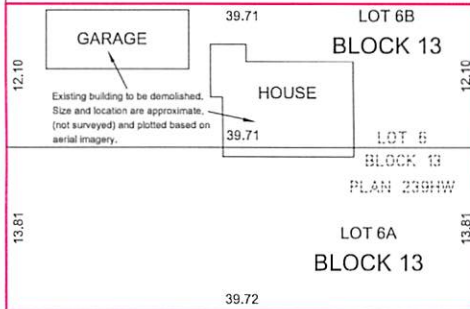 39.71
LOT 6B
GARAGE
BLOCK 13
12.10
12.10
Existing building to be demolished.
Size and location are approximate,
(not surveyed) and plotted based on
aerial imagery.
HOUSE
39.71
LOT 6
BLOCK 13
PLAN 239HW
13.81
13.81
LOT 6A
BLOCK 13
39.72